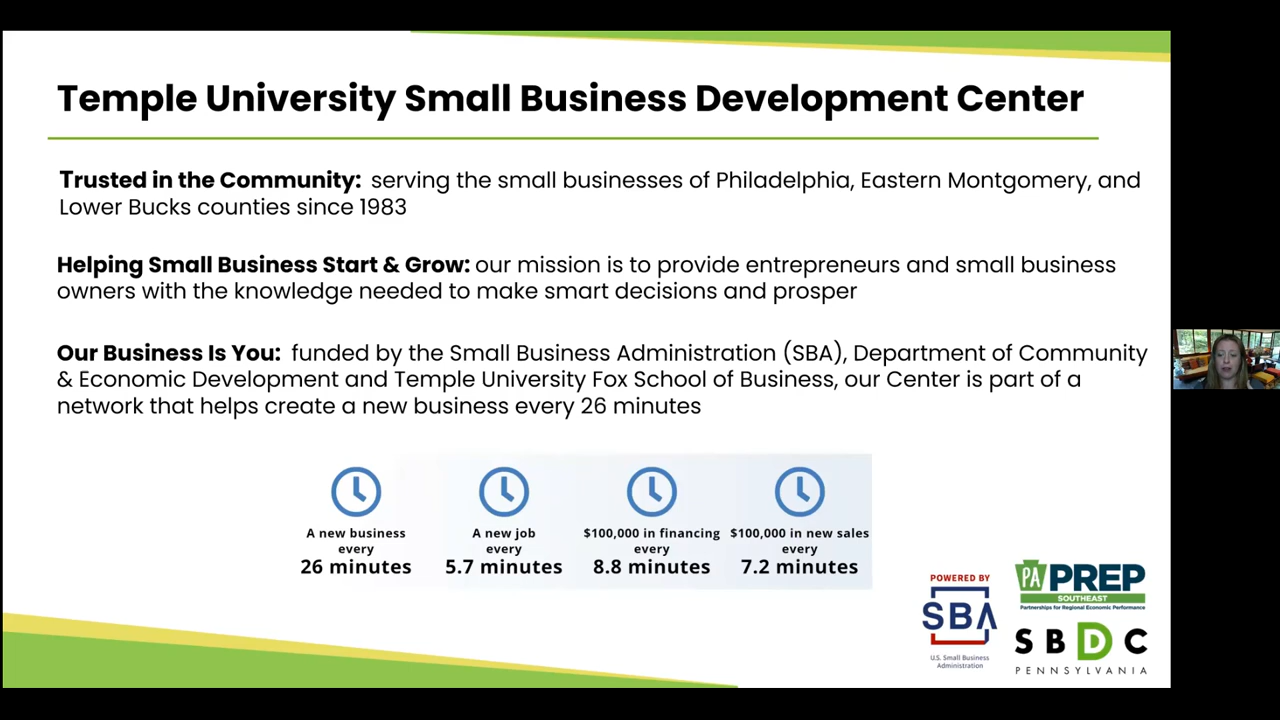 Temple University Small Business Development Center
Trusted in the Community: serving the small businesses of Philadelphia, Eastern Montgomery, and
Lower Bucks counties since 1983
Helping Small Business Start & Grow: our mission is to provide entrepreneurs and small business
owners with the knowledge needed to make smart decisions and prosper
Our Business Is You: funded by the Small Business Administration (SBA), Department of Community
& Economic Development and Temple University Fox School of Business, our Center is part of a
network that helps create a new business every 26 minutes
A new business
every
26 minutes
A new job
every
5.7 minutes
$100,000 in financing
every
8.8 minutes
$100,000 in new sales
every
7.2 minutes
POWERED BY
SBA
U.S. Small Business
Administration
PA PREP
SOUTHEAST
Partnerships for Regional Economic Performance
SBDC
PENNSYLVANIA